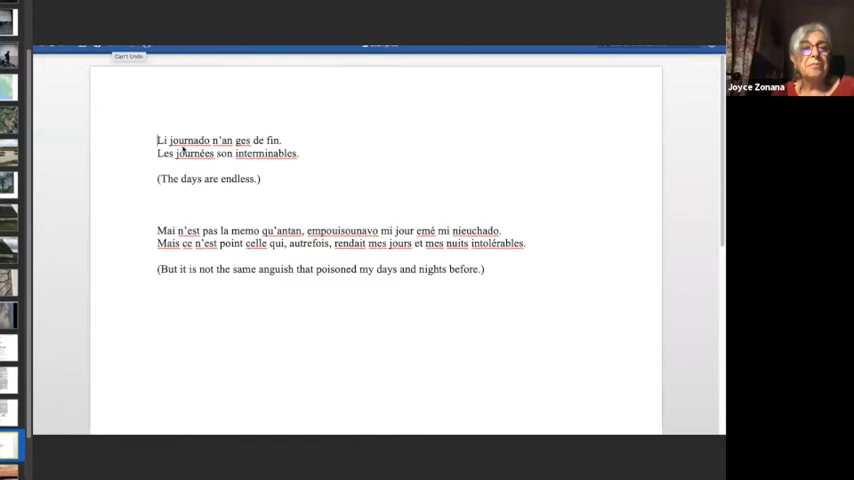 Can't Undo
Li journado n'an ges de fin.
Les journées son interminables.
(The days are endless.)
Mai n'est pas la memo qu'antan, empouisounavo mi jour emé mi nieuchado.
Mais ce n'est point celle qui, autrefois, rendait mes jours et mes nuits intolérables.
(But it is not the same anguish that poisoned my days and nights before.)
Joyce Zonana